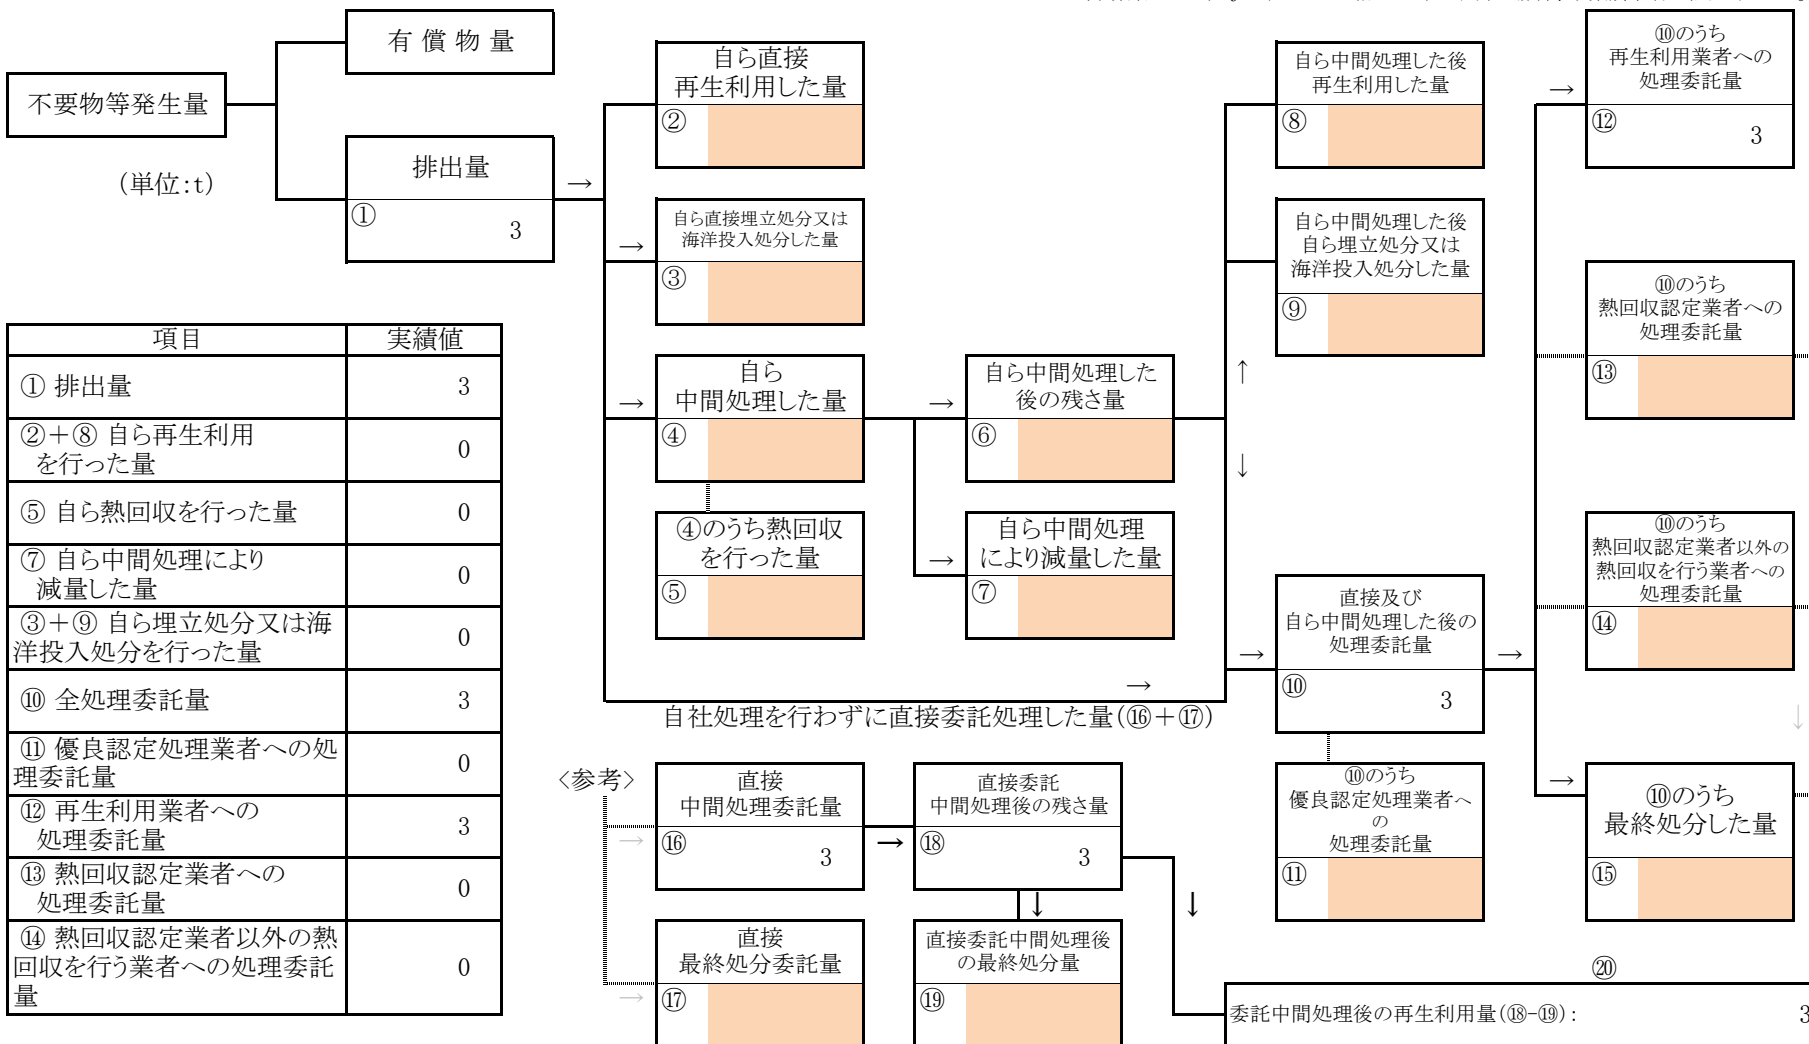 有償物量
不要物等発生量
(単位:t)
排出量
①
3
→
自ら直接
再生利用した量
②
→
自ら直接埋立処分又は
海洋投入処分した量
③
→
自ら
中間処理した量
④
④のうち熱回収
を行った量
⑤
→
自ら中間処理した
後の残さ量
⑥
→
自ら中間処理
により減量した量
⑦
自ら中間処理した後
再生利用した量
⑧
自ら中間処理した後
自ら埋立処分又は
海洋投入処分した量
⑨
↑
↓
→
直接及び
自ら中間処理した後の
処理委託量
⑩
3
→
⑩のうち
優良認定処理業者へ
の
処理委託量
⑪
→
⑩のうち
再生利用業者への
処理委託量
⑫
3
⑩のうち
熱回収認定業者への
処理委託量
⑬
⑩のうち
熱回収認定業者以外の
熱回収を行う業者への
処理委託量
⑭
↓
→
⑩のうち
最終処分した量
⑮
→
自社処理を行わずに直接委託処理した量(⑯+⑰)
<参考>
→
直接
中間処理委託量
⑯
3
→
直接委託
中間処理後の残さ量
⑱
3
↓
↓
→
直接
最終処分委託量
⑰
直接委託中間処理後
の最終処分量
⑲
⑳
委託中間処理後の再生利用量(⑱-⑲):
3
項目 実績値
① 排出量 3
②+⑧ 自ら再生利用
を行った量 0
⑤ 自ら熱回収を行った量 0
⑦ 自ら中間処理により
減量した量 0
③+⑨ 自ら埋立処分又は海
洋投入処分を行った量 0
⑩ 全処理委託量 3
⑪ 優良認定処理業者への処
理委託量 0
⑫ 再生利用業者への
処理委託量 3
⑬ 熱回収認定業者への
処理委託量 0
⑭ 熱回収認定業者以外の熱
回収を行う業者への処理委託
量 0